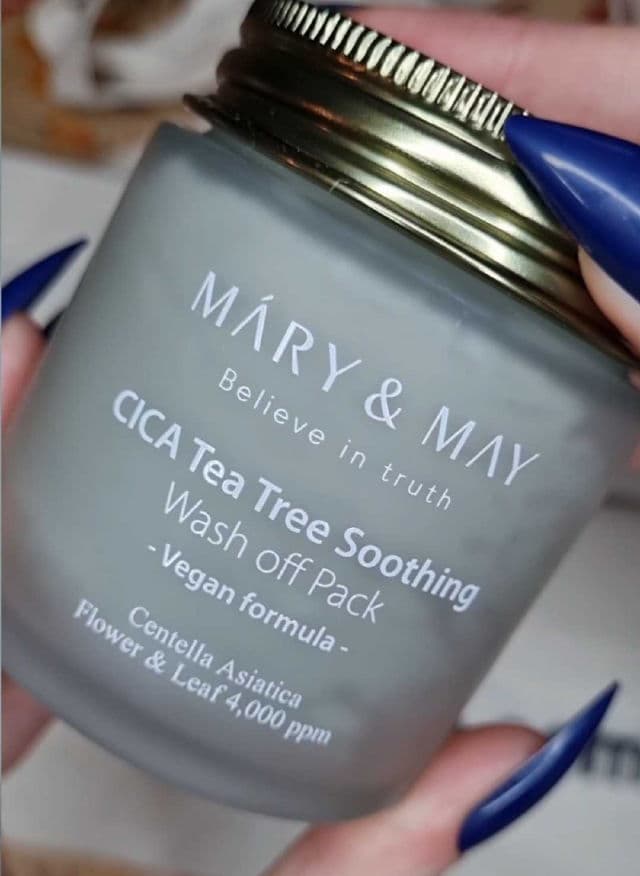 MÁRY & MAY
Believe in truth
CICA Tea Tree Soothing
Wash off Pack
- Vegan formula -
Centella Asiatica
Flower & Leaf 4,000 ppm